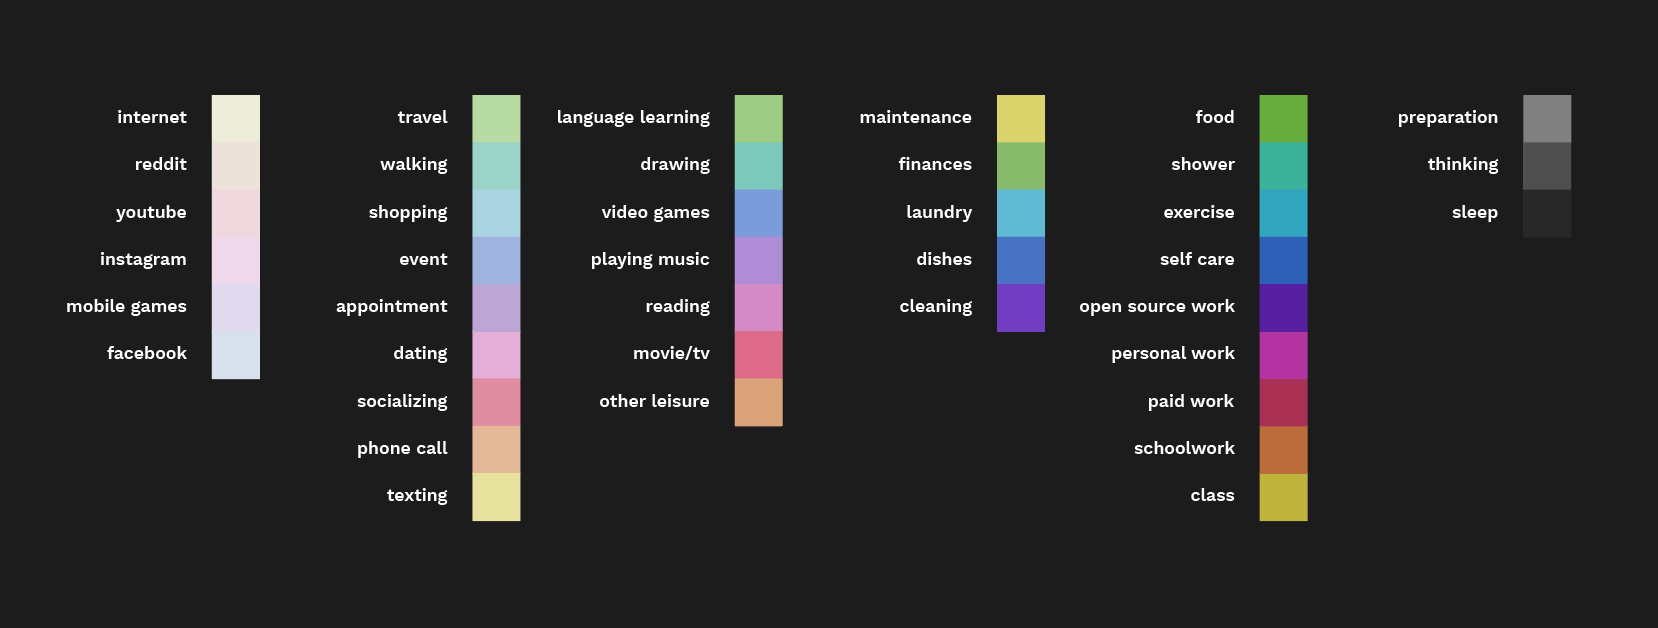 internet
reddit
youtube
instagram
mobile games
facebook
travel
walking
shopping
event
appointment
dating
socializing
phone call
texting
language learning
drawing
video games
playing music
reading
movie/tv
other leisure
maintenance
finances
laundry
dishes
cleaning
food
shower
exercise
self care
open source work
personal work
paid work
schoolwork
class
preparation
thinking
sleep